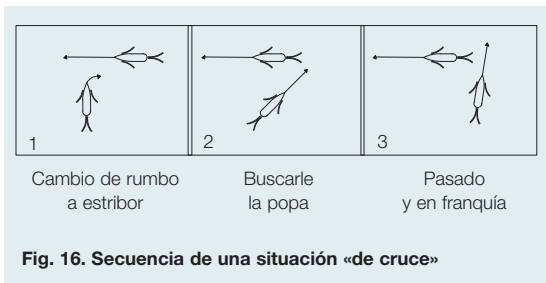 1
2
3
Cambio de rumbo
a estribor
Buscarle
la popa
Pasado
y en franquía
Fig. 16. Secuencia de una situación «de cruce»